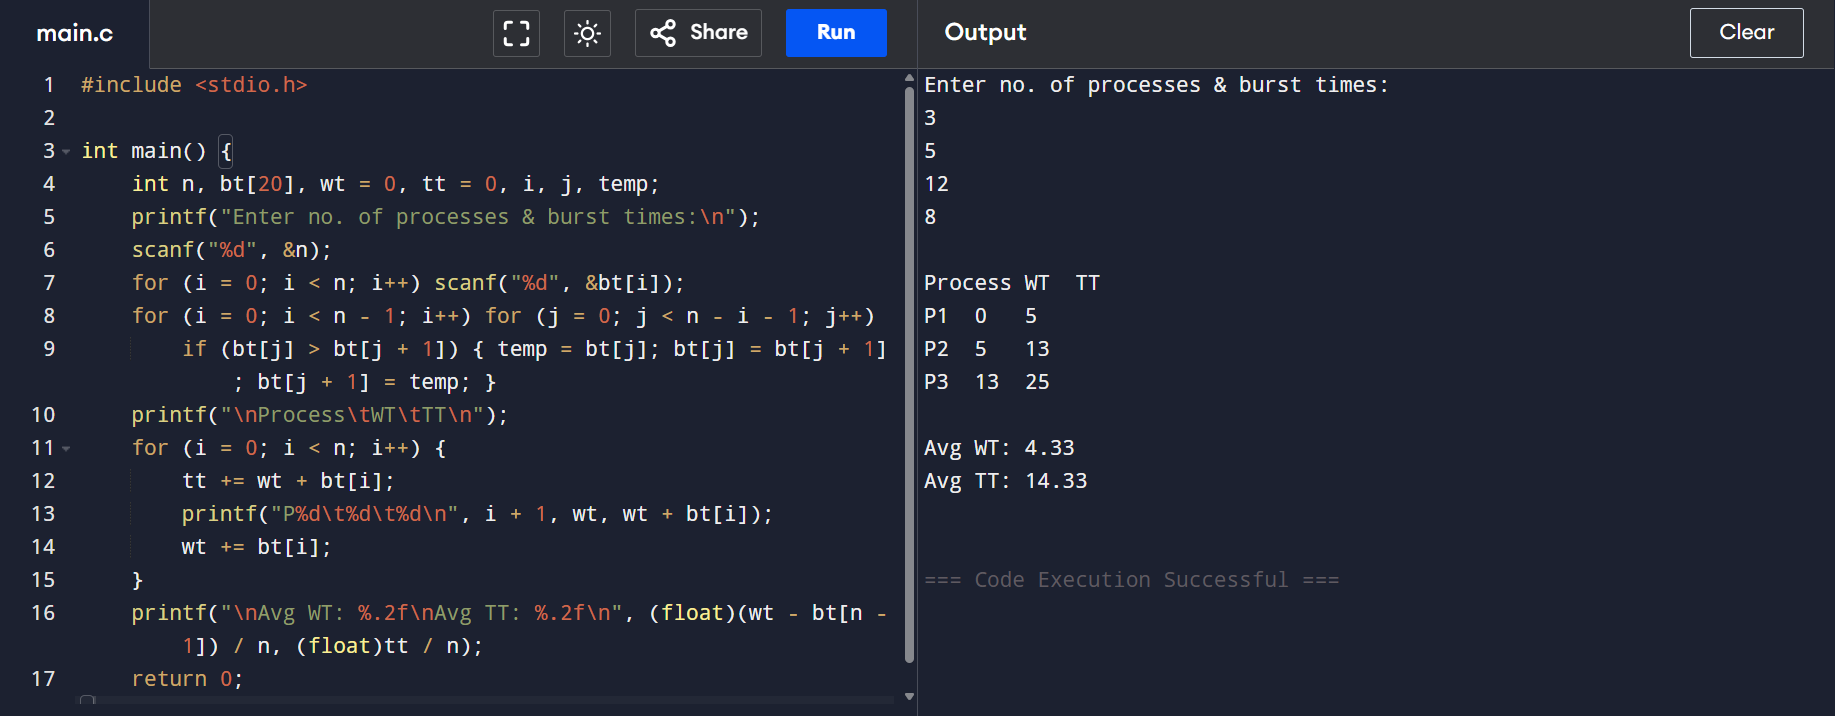 main.c
Share
Run
1 #include <stdio.h>
2
3 int main() {
4 int n, bt[20], wt = 0, tt = 0, i, j, temp;
5 printf("Enter no. of processes & burst times:\n");
6 scanf("%d", &n);
7 for (i = 0; i < n; i++) scanf("%d", &bt[i]);
8 for (i = 0; i < n - 1; i++) for (j = 0; j < n - i - 1; j++)
9 if (bt[j] > bt[j + 1]) { temp = bt[j]; bt[j] = bt[j + 1]
; bt[j + 1] = temp; }
10 printf("\nProcess\tWT\tTT\n");
11 for (i = 0; i < n; i++) {
12 tt += wt + bt[i];
13 printf("P%d\t%d\t%d\n", i + 1, wt, wt + bt[i]);
14 wt += bt[i];
15 }
16 printf("\nAvg WT: %.2f\nAvg TT: %.2f\n", (float)(wt - bt[n -
1]) / n, (float)tt / n);
17 return 0;
Output
Clear
Enter no. of processes & burst times:
3
5
12
8
Process WT TT
P1 0 5
P2 5 13
P3 13 25
Avg WT: 4.33
Avg TT: 14.33
=== Code Execution Successful ===